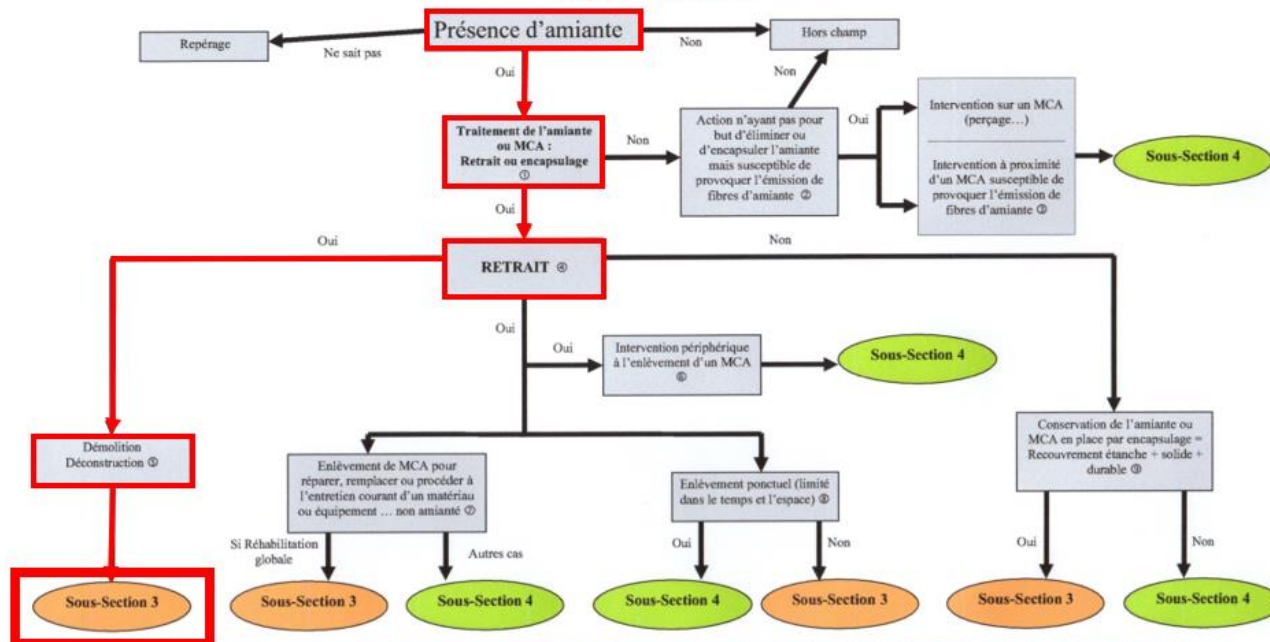 Présence d'amiante
Repérage
Ne sait pas
Non
Hors champ
Oui
Non
Traitement de l'amiante
ou MCA :
Retrait ou encapsulage
①
Non
Action n'ayant pas pour
but d'éliminer ou
d'encapsuler l'amiante
mais susceptible de
provoquer l'émission de
fibres d'amiante ②
Oui
Intervention sur un MCA
(perçage…)
Intervention à proximité
d'un MCA susceptible de
provoquer l'émission de
fibres d'amiante ③
Sous-Section 4
Oui
Oui
RETRAIT ④
Non
Oui
Oui
Intervention périphérique
à l'enlèvement d'un MCA
⑥
Sous-Section 4
Démolition
Déconstruction ⑤
Enlèvement de MCA pour
réparer, remplacer ou procéder à
l'entretien courant d'un matériau
ou équipement … non amianté ⑦
Enlèvement ponctuel (limité
dans le temps et l'espace) ⑧
Conservation de l'amiante ou
MCA en place par encapsulage =
Recouvrement étanche + solide +
durable ⑨
Si Réhabilitation
globale
Autres cas
Oui
Non
Oui
Non
Sous-Section 3
Sous-Section 3
Sous-Section 4
Sous-Section 4
Sous-Section 3
Sous-Section 3
Sous-Section 4